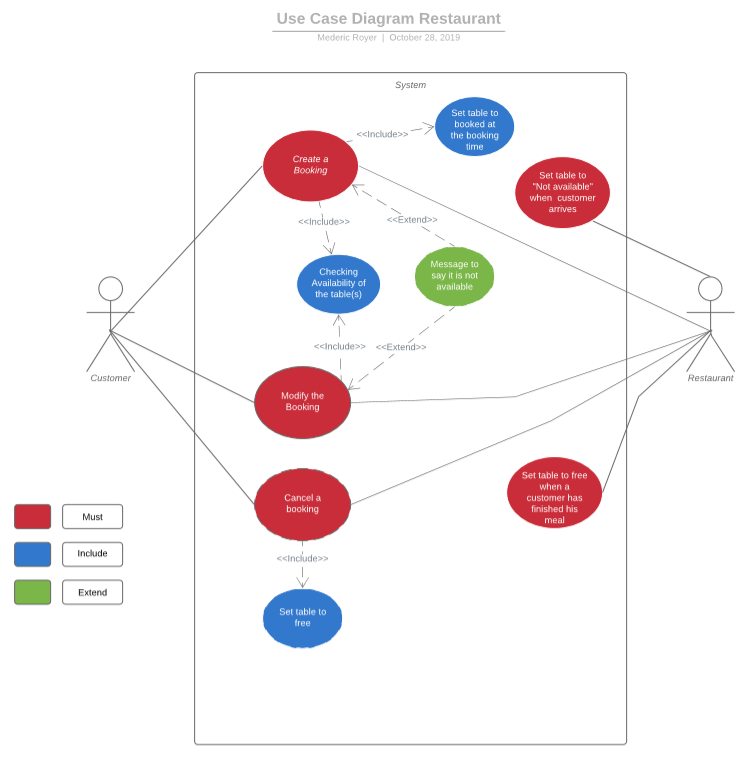 Use Case Diagram Restaurant
Mederic Royer | October 28, 2019
System
Set table to
booked at
the booking
time
<<Include>>
Create a
Booking
Set table to
"Not available"
when customer
arrives
<<Include>>
<<Extend>>
Checking
Availability of
the table(s)
Message to
say it is not
available
<<Include>>
<<Extend>>
Customer
Restaurant
Modify the
Booking
Cancel a
booking
Set table to free
when a
customer has
finished his
meal
Must
Include
Extend
<<Include>>
Set table to
free